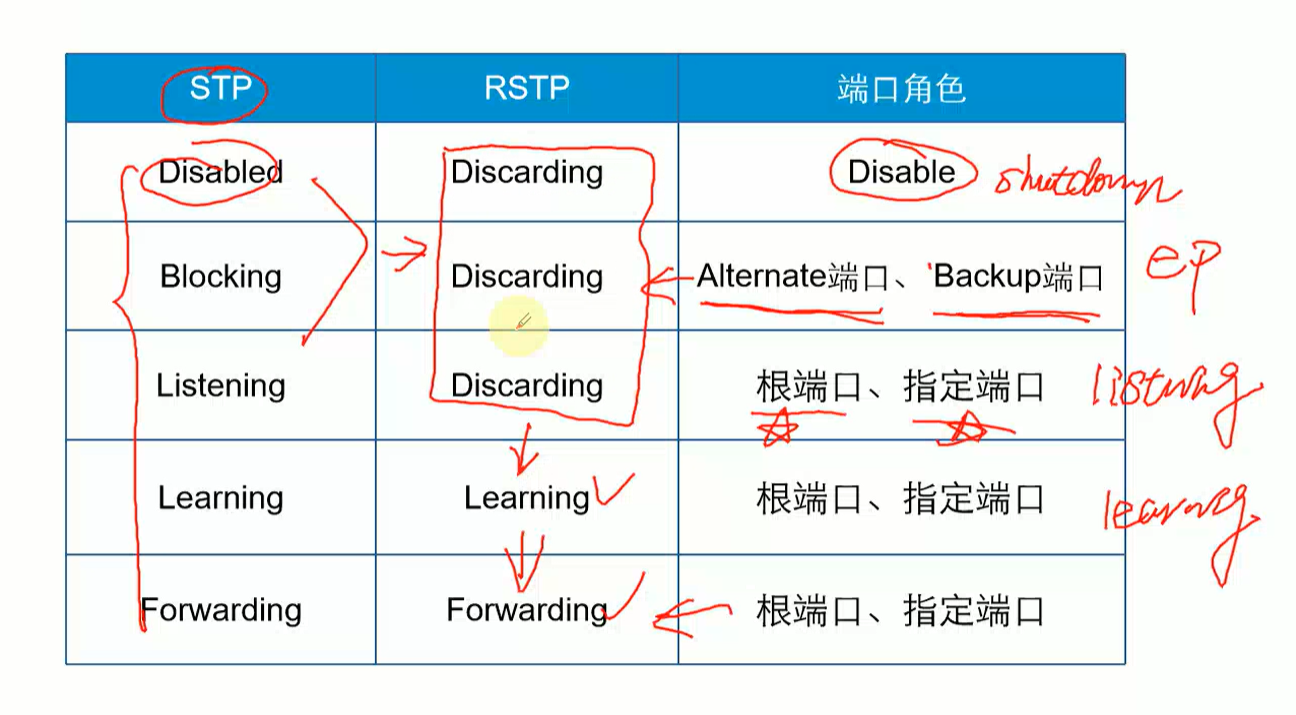 STP RSTP 端口角色
Disabled Discarding Disable shutdown
Blocking Discarding Alternate端口、Backup端口 ep
Listening Discarding 根端口、指定端口
Learning Learning 根端口、指定端口
Forwarding Forwarding 根端口、指定端口